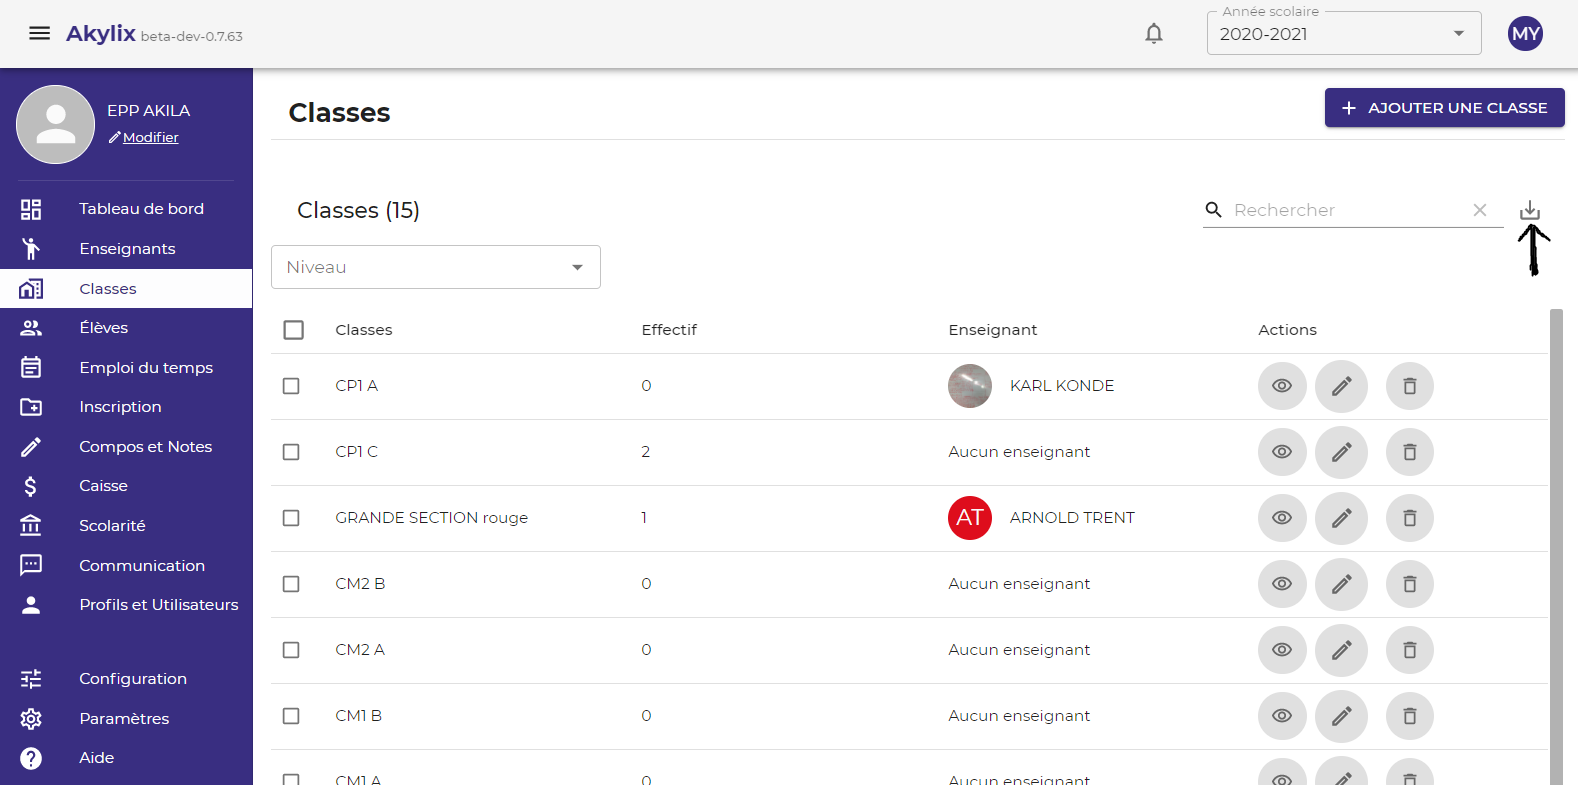 Akylix beta-dev-0.7.63
Année scolaire
2020-2021
MY
EPP AKILA
Modifier
Tableau de bord
Enseignants
Classes
Élèves
Emploi du temps
Inscription
Compos et Notes
Caisse
Scolarité
Communication
Profils et Utilisateurs
Configuration
Paramètres
Aide
Classes
+ AJOUTER UNE CLASSE
Classes (15)
Rechercher
Niveau
Classes Effectif Enseignant Actions
CP1 A 0 KARL KONDE
CP1 C 2 Aucun enseignant
GRANDE SECTION rouge 1 AT ARNOLD TRENT
CM2 B 0 Aucun enseignant
CM2 A 0 Aucun enseignant
CM1 B 0 Aucun enseignant
CM1 A 0 Aucun enseignant